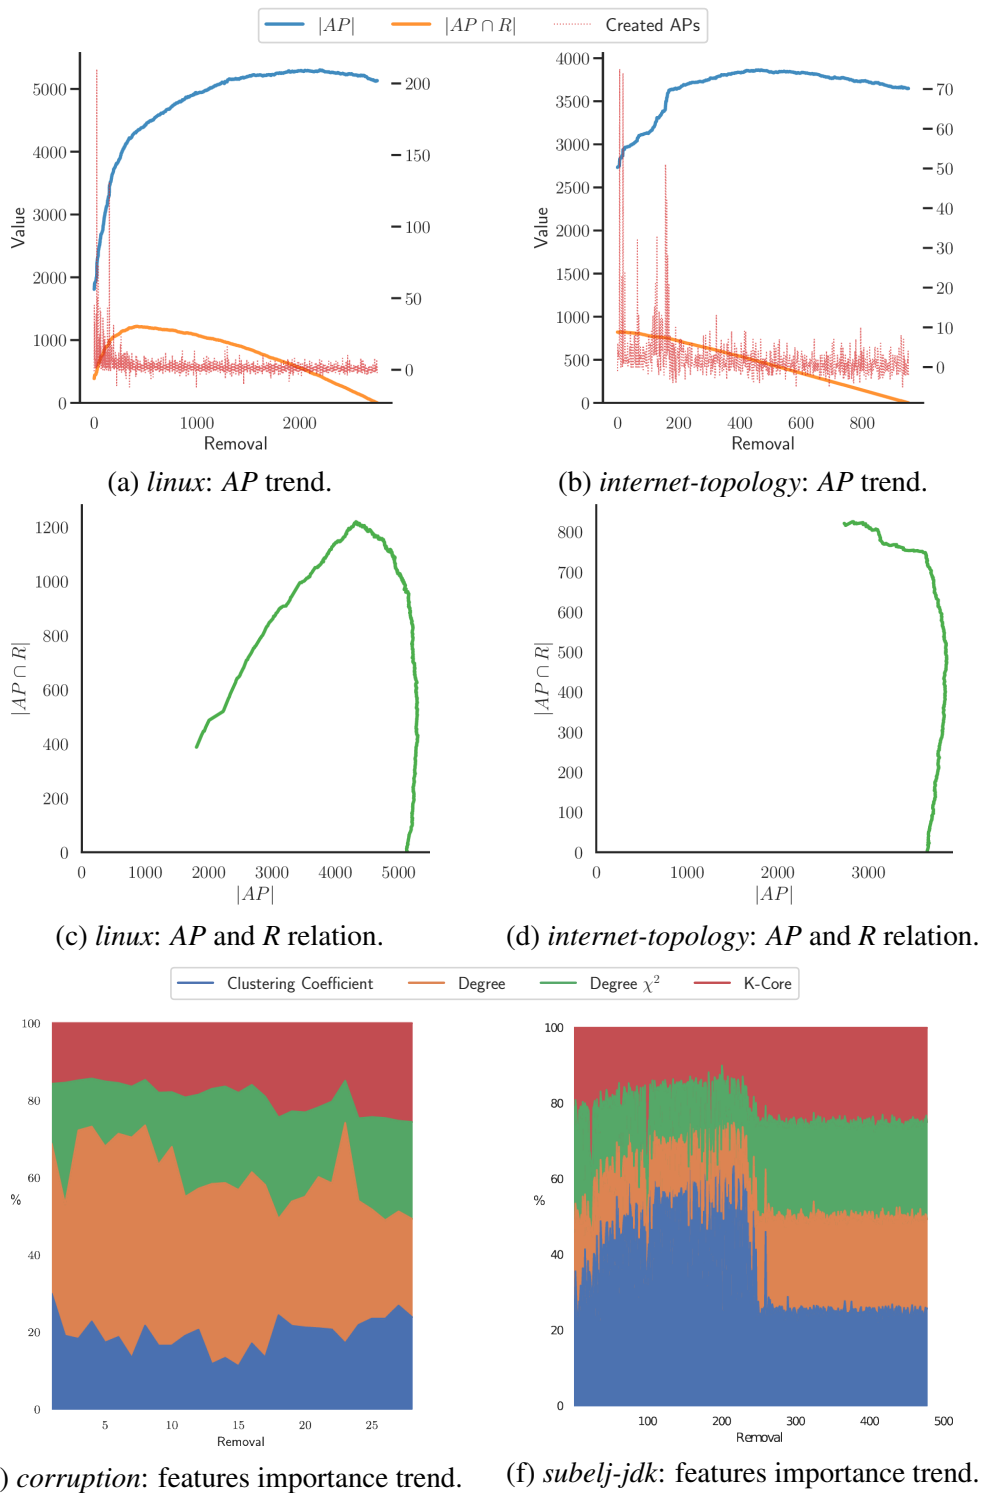 |AP| |AP ∩ R| Created APs
5000
4000
3000
2000
1000
0
Value
200
150
100
50
0
0 1000 2000
Removal
4000
3500
3000
2500
2000
1500
1000
500
0
Value
70
60
50
40
30
20
10
0
0 200 400 600 800
Removal
(a) linux: AP trend.
(b) internet-topology: AP trend.
1200
1000
800
600
400
200
0
|AP ∩ R|
0 1000 2000 3000 4000 5000
|AP|
800
700
600
500
400
300
200
100
0
|AP ∩ R|
0 1000 2000 3000
|AP|
(c) linux: AP and R relation.
(d) internet-topology: AP and R relation.
Clustering Coefficient Degree Degree χ² K-Core
100
80
60
40
20
0
%
5 10 15 20 25
Removal
100
80
60
40
20
0
%
100 200 300 400 500
Removal
) corruption: features importance trend.
(f) subelj-jdk: features importance trend.